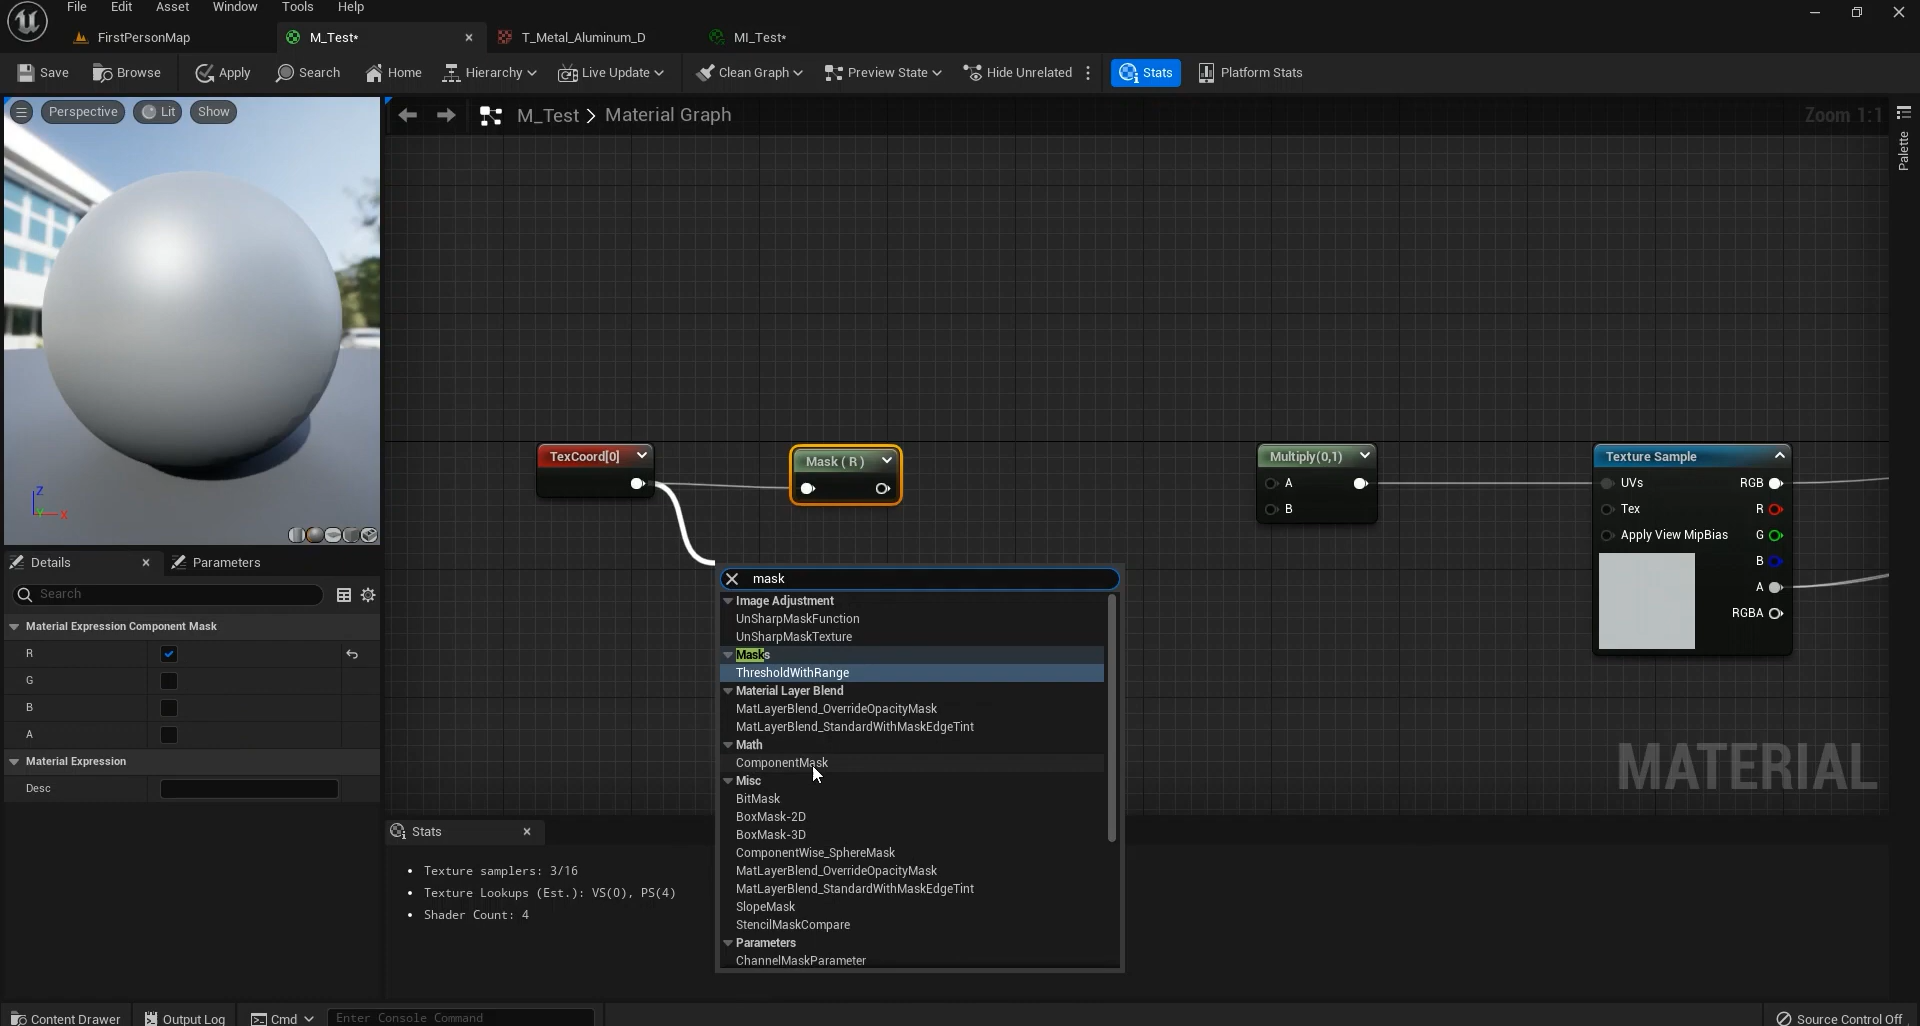 File Edit Asset Window Tools Help
FirstPersonMap M_Test* T_Metal_Aluminum_D MI_Test*
Save Browse Apply Search Home Hierarchy Live Update Clean Graph Preview State Hide Unrelated Stats Platform Stats
Perspective Lit Show
M_Test > Material Graph
Zoom 1:1
Palette
Z
Y
X
TexCoord[0]
Mask ( R )
Multiply(0,1)
A
B
Texture Sample
UVs RGB
Tex R
Apply View MipBias G
B
A
RGBA
MATERIAL
mask
Image Adjustment
UnSharpMaskFunction
UnSharpMaskTexture
Masks
ThresholdWithRange
Material Layer Blend
MatLayerBlend_OverrideOpacityMask
MatLayerBlend_StandardWithMaskEdgeTint
Math
ComponentMask
Misc
BitMask
BoxMask-2D
BoxMask-3D
ComponentWise_SphereMask
MatLayerBlend_OverrideOpacityMask
MatLayerBlend_StandardWithMaskEdgeTint
SlopeMask
StencilMaskCompare
Parameters
ChannelMaskParameter
Details Parameters
Search
Material Expression Component Mask
R
G
B
A
Material Expression
Desc
Stats
• Texture samplers: 3/16
• Texture Lookups (Est.): VS(0), PS(4)
• Shader Count: 4
Content Drawer Output Log Cmd Enter Console Command Source Control Off